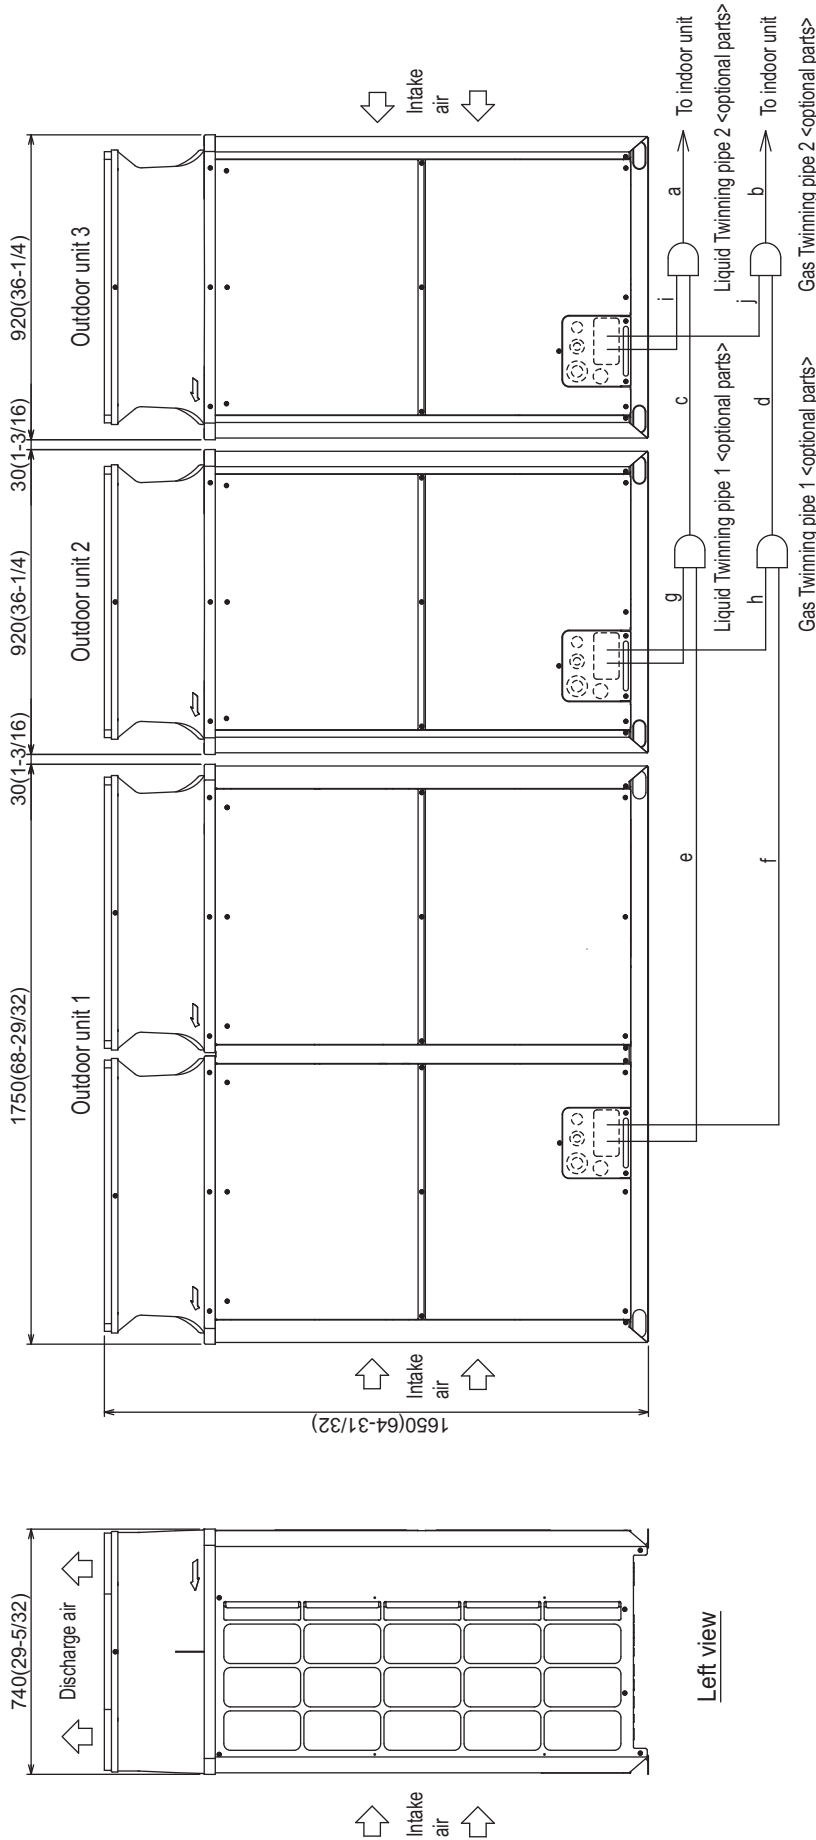 740(29-5/32)
1750(68-29/32)
30(1-3/16)
920(36-1/4)
30(1-3/16)
920(36-1/4)
Discharge air
Outdoor unit 1
Outdoor unit 2
Outdoor unit 3
Intake
air
1650(64-31/32)
Intake
air
Intake
air
Left view
e
f
g
h
c
d
i
j
a
b
To indoor unit
To indoor unit
Liquid Twinning pipe 1 <optional parts>
Liquid Twinning pipe 2 <optional parts>
Gas Twinning pipe 1 <optional parts>
Gas Twinning pipe 2 <optional parts>